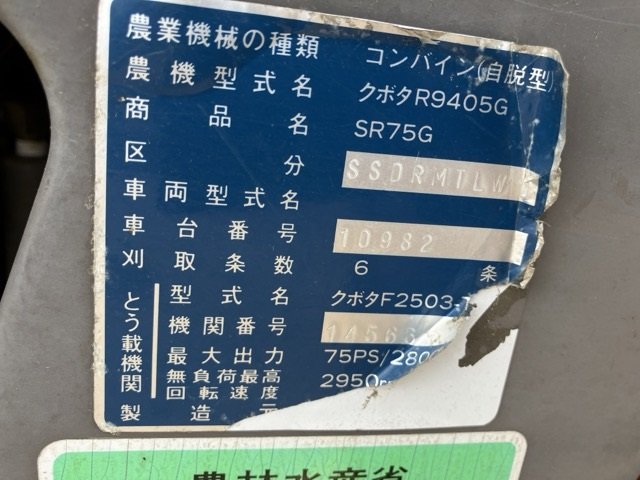 農業機械の種類 コンバイン(自脱型
農機型式名 クボタR9405G
商品名 SR75G
区分 SSDRMTLW
車両型式名
車台番号 10982
刈取条数 6 条
とう載機関
型式名 クボタF2503-
機関番号 14563
最大出力 75PS/280
無負荷最高回転速度 2950r
製造元
農林水産省